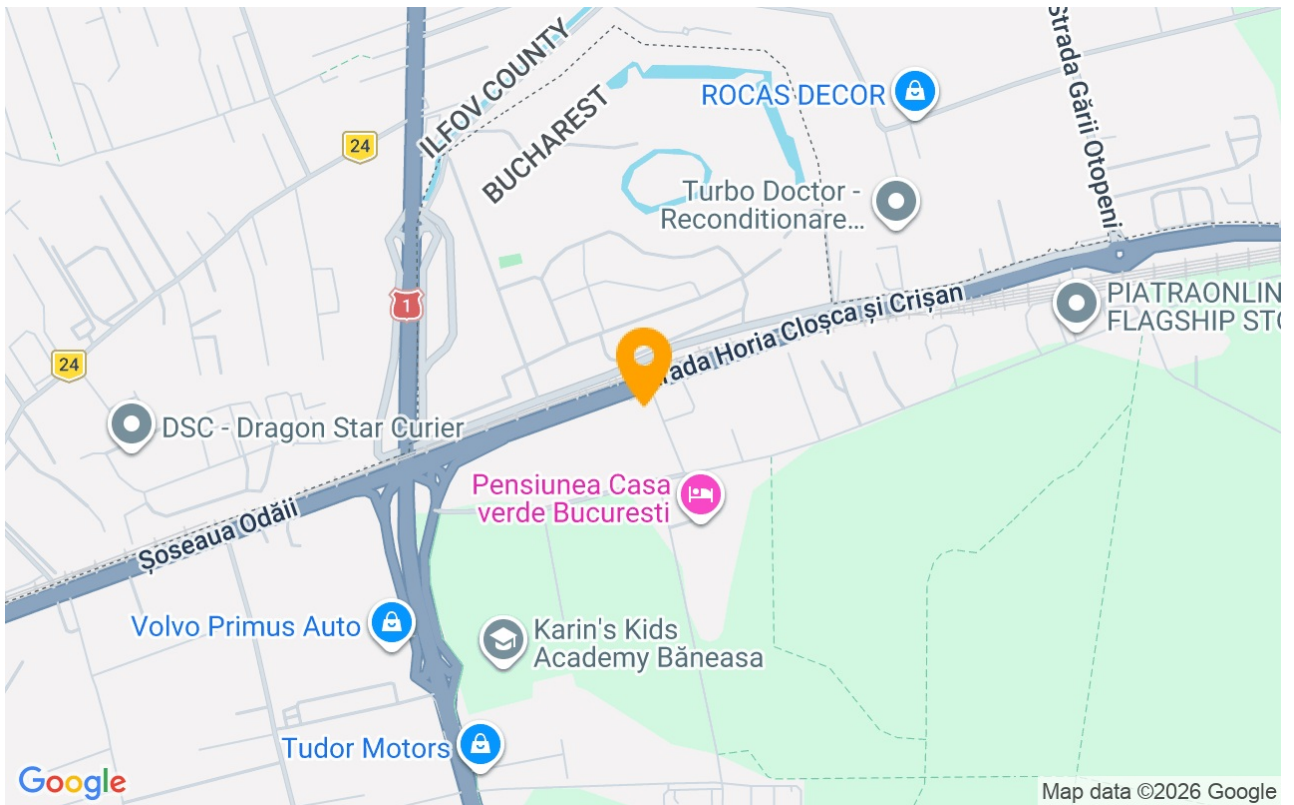 ILFOV COUNTY
BUCHAREST
Strada Gării Otopeni
ROCAS DECOR
24
Turbo Doctor -
Reconditionare...
1
PIATRAONLIN
FLAGSHIP STO
rada Horia Cloșca și Crișan
24
DSC - Dragon Star Curier
Pensiunea Casa
verde Bucuresti
Șoseaua Odăii
Volvo Primus Auto
Karin's Kids
Academy Băneasa
Tudor Motors
Google
Map data ©2026 Google